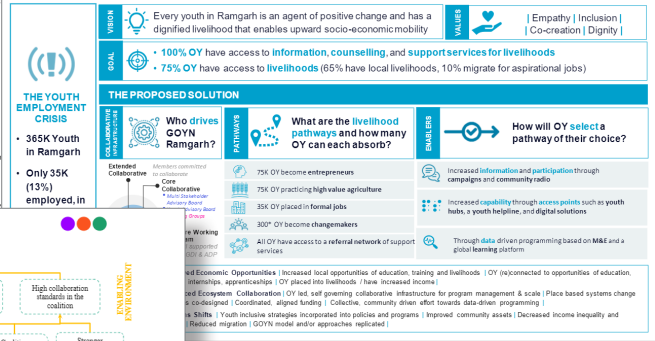 VISION
Every youth in Ramgarh is an agent of positive change and has a
dignified livelihood that enables upward socio-economic mobility
VALUES
| Empathy | Inclusion |
| Co-creation | Dignity |
GOAL
• 100% OY have access to information, counselling, and support services for livelihoods
• 75% OY have access to livelihoods (65% have local livelihoods, 10% migrate for aspirational jobs)
THE YOUTH
EMPLOYMENT
CRISIS
• 365K Youth
in Ramgarh
• Only 35K
(13%)
employed, in
THE PROPOSED SOLUTION
COLLABORATIVE
INFRASTRUCTURE
Who drives
GOYN
Ramgarh?
Extended
Collaborative
Members committed
to collaborate
Core
Collaborative
Multi Stakeholder
Advisory Board
Advisory Board
Groups
re Working
m
supported
& ADP
PATHWAYS
What are the livelihood
pathways and how many
OY can each absorb?
75K OY become entrepreneurs
75K OY practicing high value agriculture
35K OY placed in formal jobs
300* OY become changemakers
All OY have access to a referral network of support
services
ENABLERS
How will OY select a
pathway of their choice?
Increased information and participation through
campaigns and community radio
Increased capability through access points such as youth
hubs, a youth helpline, and digital solutions
Through data driven programming based on M&E and a
global learning platform
ed Economic Opportunities | Increased local opportunities of education, training and livelihoods | OY (re)connected to opportunities of education,
internships, apprenticeships | OY placed into livelihoods / have increased income |
ced Ecosystem Collaboration | OY led, self governing collaborative infrastructure for program management & scale | Place based systems change
s co-designed | Coordinated, aligned funding | Collective, community driven effort towards data-driven programming |
s Shifts | Youth inclusive strategies incorporated into policies and programs | Improved community assets | Decreased income inequality and
| Reduced migration | GOYN model and/or approaches replicated |
High collaboration
standards in the
coalition
ENABLING
ENVIRONMENT
Stronger